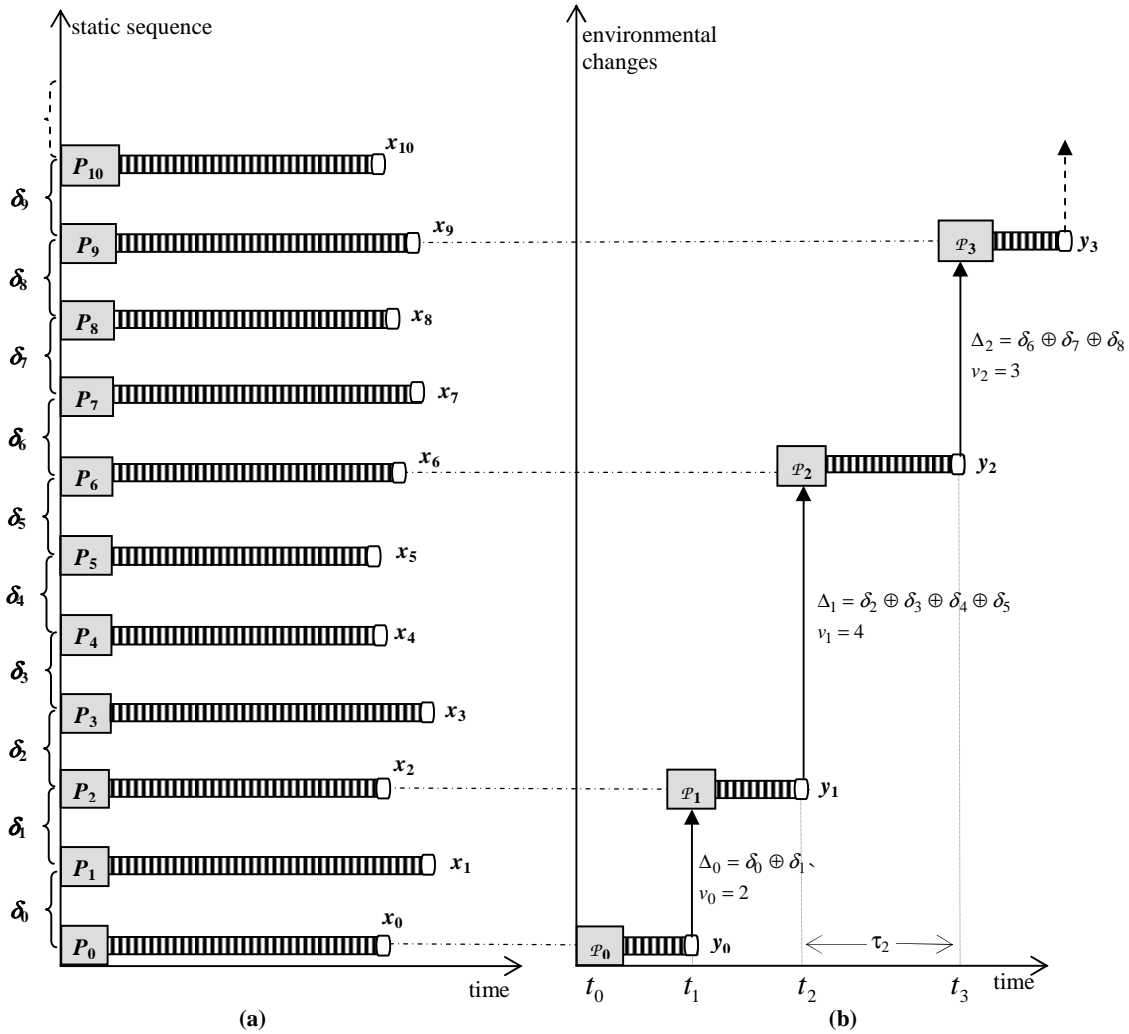 static sequence
P10
x10
δ9
P9
x9
δ8
P8
x8
δ7
P7
x7
δ6
P6
x6
δ5
P5
x5
δ4
P4
x4
δ3
P3
x3
δ2
P2
x2
δ1
P1
x1
δ0
P0
x0
time
(a)
environmental
changes
𝒫3
y3
Δ2 = δ6 ⊕ δ7 ⊕ δ8
v2 = 3
𝒫2
y2
Δ1 = δ2 ⊕ δ3 ⊕ δ4 ⊕ δ5
v1 = 4
𝒫1
y1
Δ0 = δ0 ⊕ δ1`
v0 = 2
𝒫0
y0
τ2
t0
t1
t2
t3
time
(b)